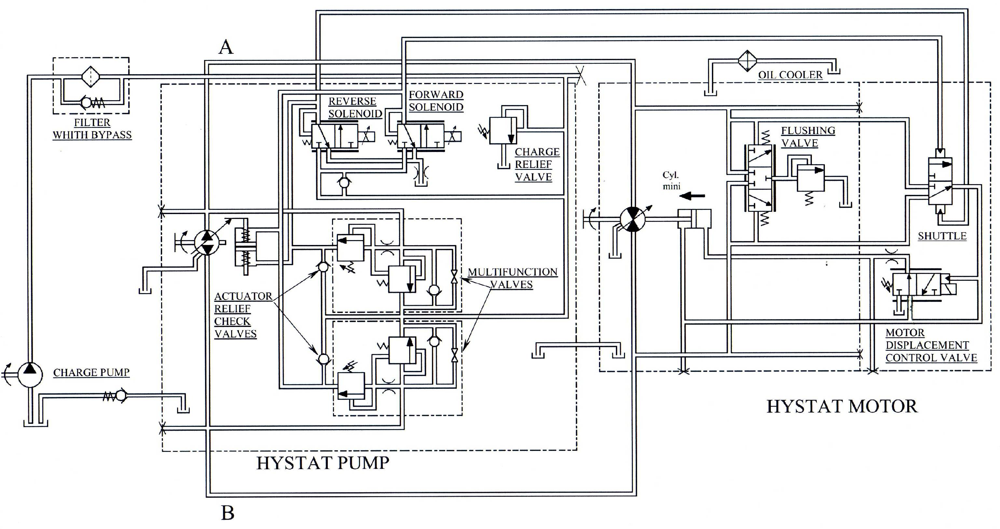 A
OIL COOLER
FILTER
WHITH BYPASS
REVERSE
SOLENOID
FORWARD
SOLENOID
CHARGE
RELIEF
VALVE
FLUSHING
VALVE
Cyl.
mini
SHUTTLE
MULTIFUNCTION
VALVES
ACTUATOR
RELIEF
CHECK
VALVES
MOTOR
DISPLACEMENT
CONTROL VALVE
CHARGE PUMP
HYSTAT MOTOR
HYSTAT PUMP
B